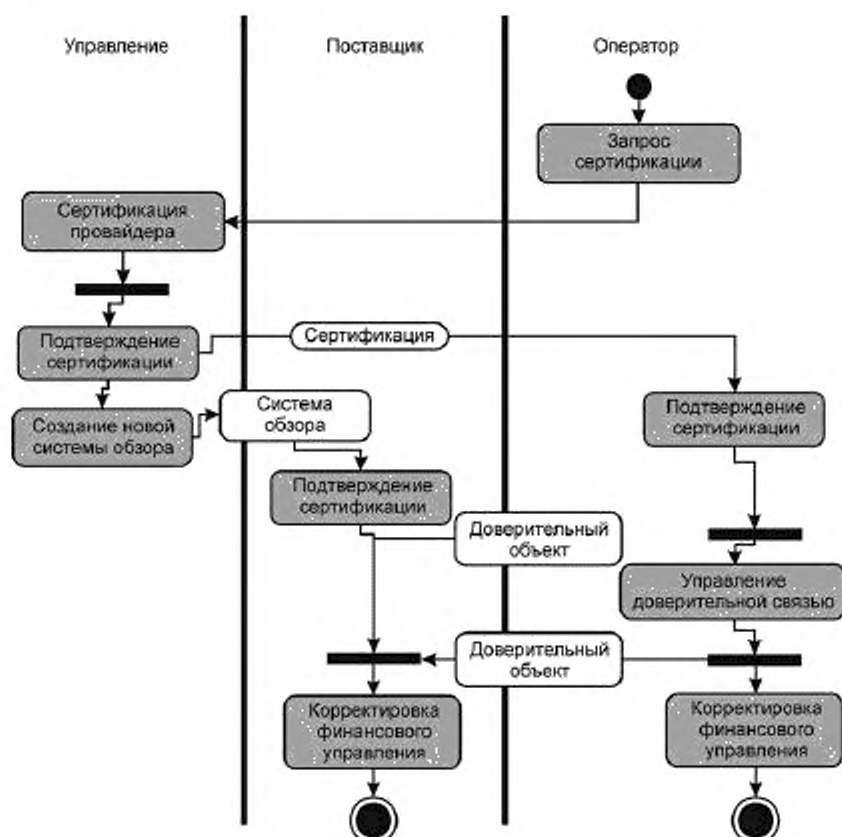 Управление
Поставщик
Оператор
Запрос
сертификации
Сертификация
провайдера
Подтверждение
сертификации
Сертификация
Создание новой
системы обзора
Система
обзора
Подтверждение
сертификации
Подтверждение
сертификации
Доверительный
объект
Управление
доверительной связью
Доверительный
объект
Корректировка
финансового
управления
Корректировка
финансового
управления